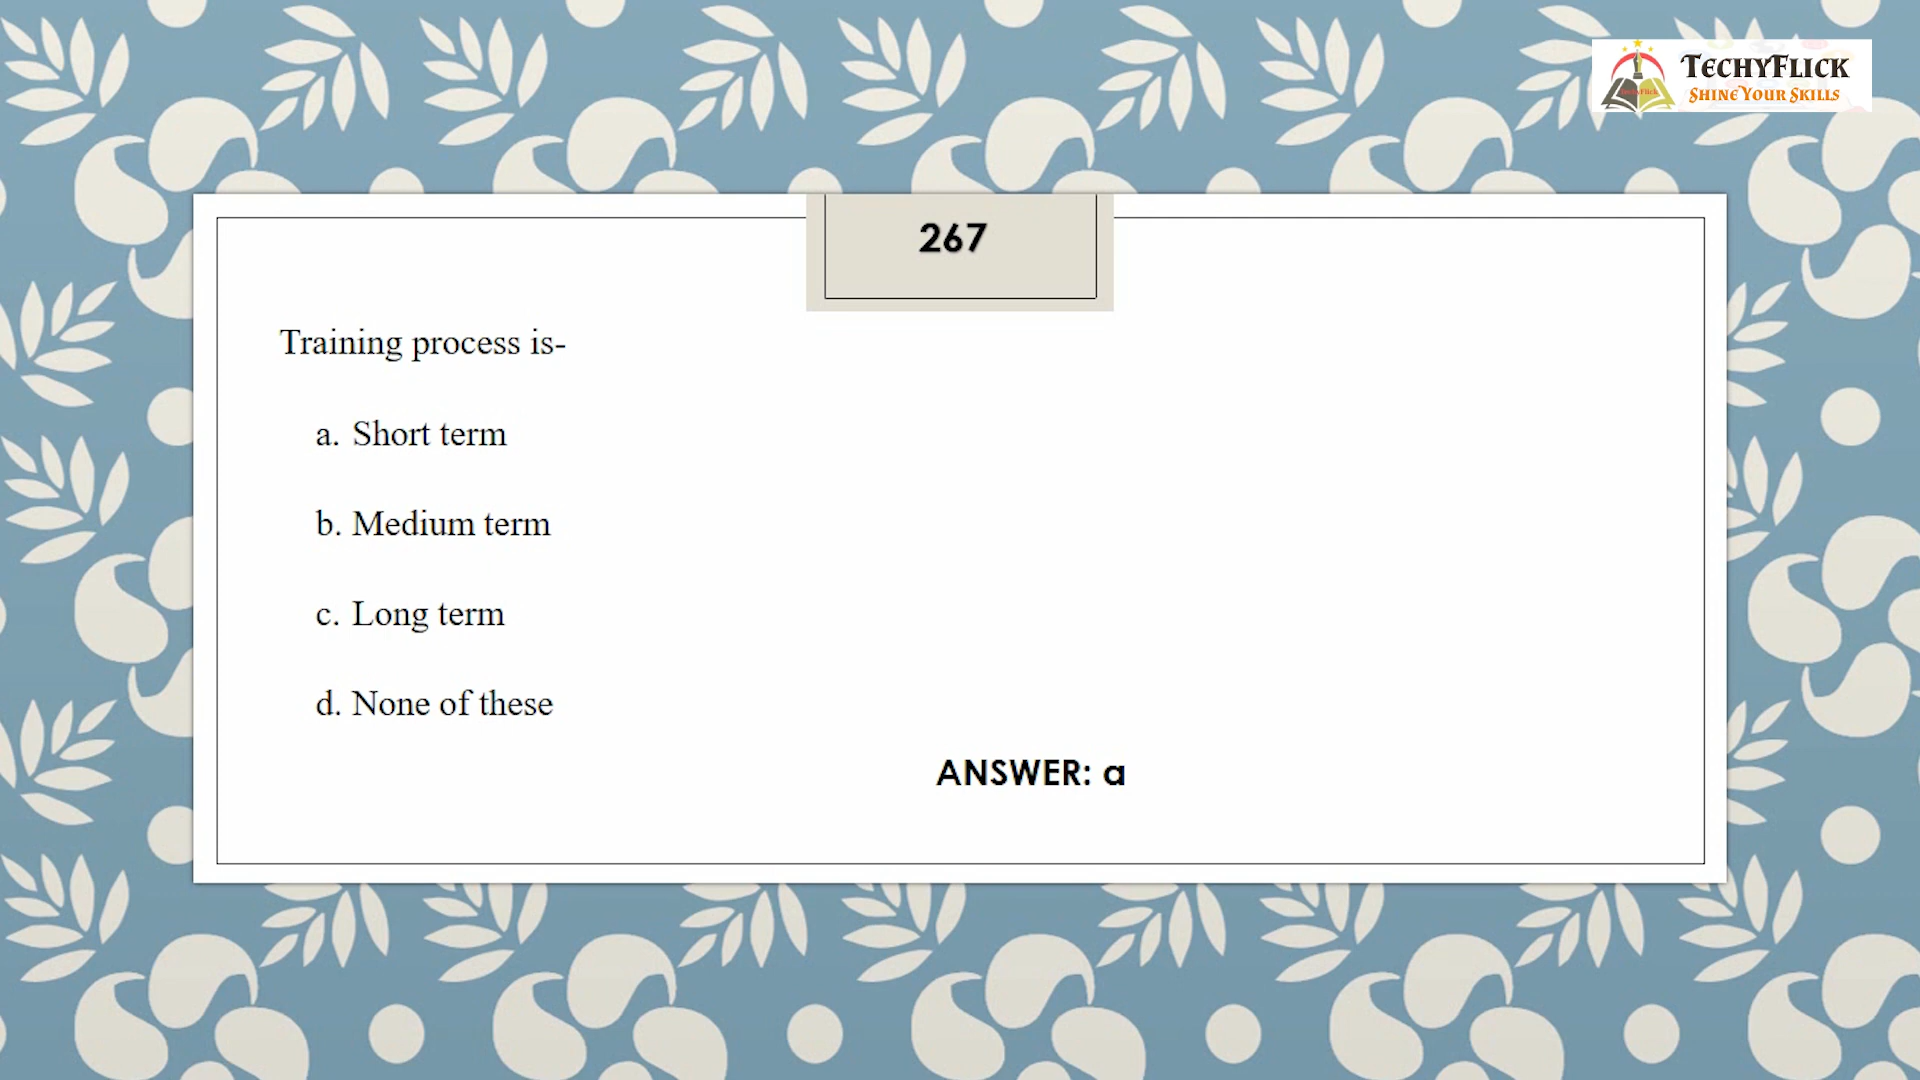 TECHYFLICK
SHINE YOUR SKILLS
267
Training process is-
a. Short term
b. Medium term
c. Long term
d. None of these
ANSWER: a